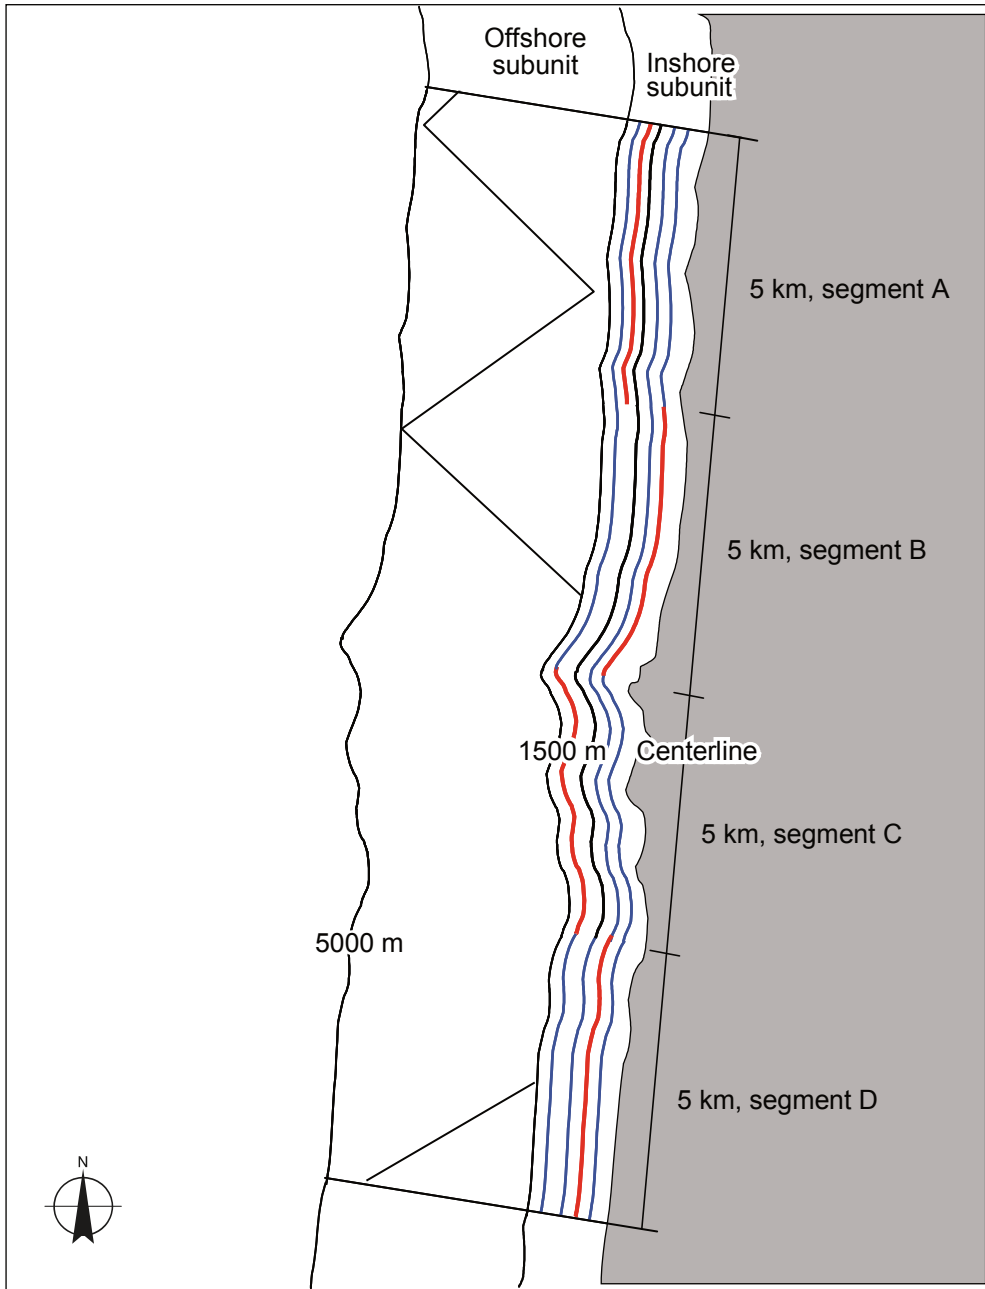 Offshore
subunit
Inshore
subunit
5 km, segment A
5 km, segment B
1500 m
Centerline
5 km, segment C
5000 m
5 km, segment D
N